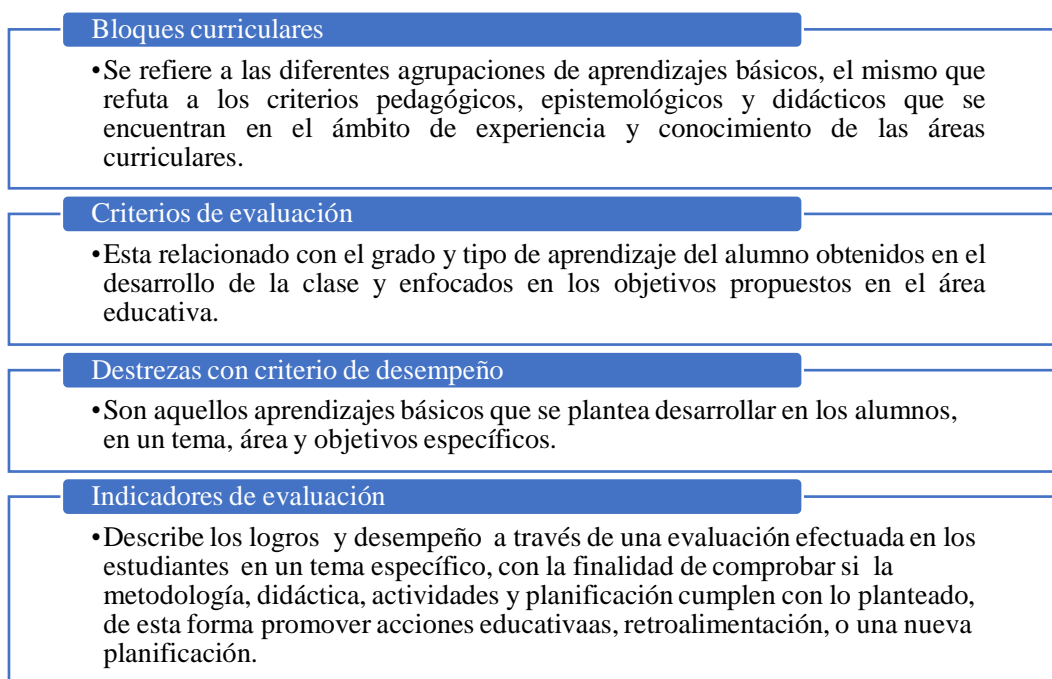 Bloques curriculares
•Se refiere a las diferentes agrupaciones de aprendizajes básicos, el mismo que
refuta a los criterios pedagógicos, epistemológicos y didácticos que se
encuentran en el ámbito de experiencia y conocimiento de las áreas
curriculares.
Criterios de evaluación
•Esta relacionado con el grado y tipo de aprendizaje del alumno obtenidos en el
desarrollo de la clase y enfocados en los objetivos propuestos en el área
educativa.
Destrezas con criterio de desempeño
•Son aquellos aprendizajes básicos que se plantea desarrollar en los alumnos,
en un tema, área y objetivos específicos.
Indicadores de evaluación
•Describe los logros y desempeño a través de una evaluación efectuada en los
estudiantes en un tema específico, con la finalidad de comprobar si la
metodología, didáctica, actividades y planificación cumplen con lo planteado,
de esta forma promover acciones educativaas, retroalimentación, o una nueva
planificación.